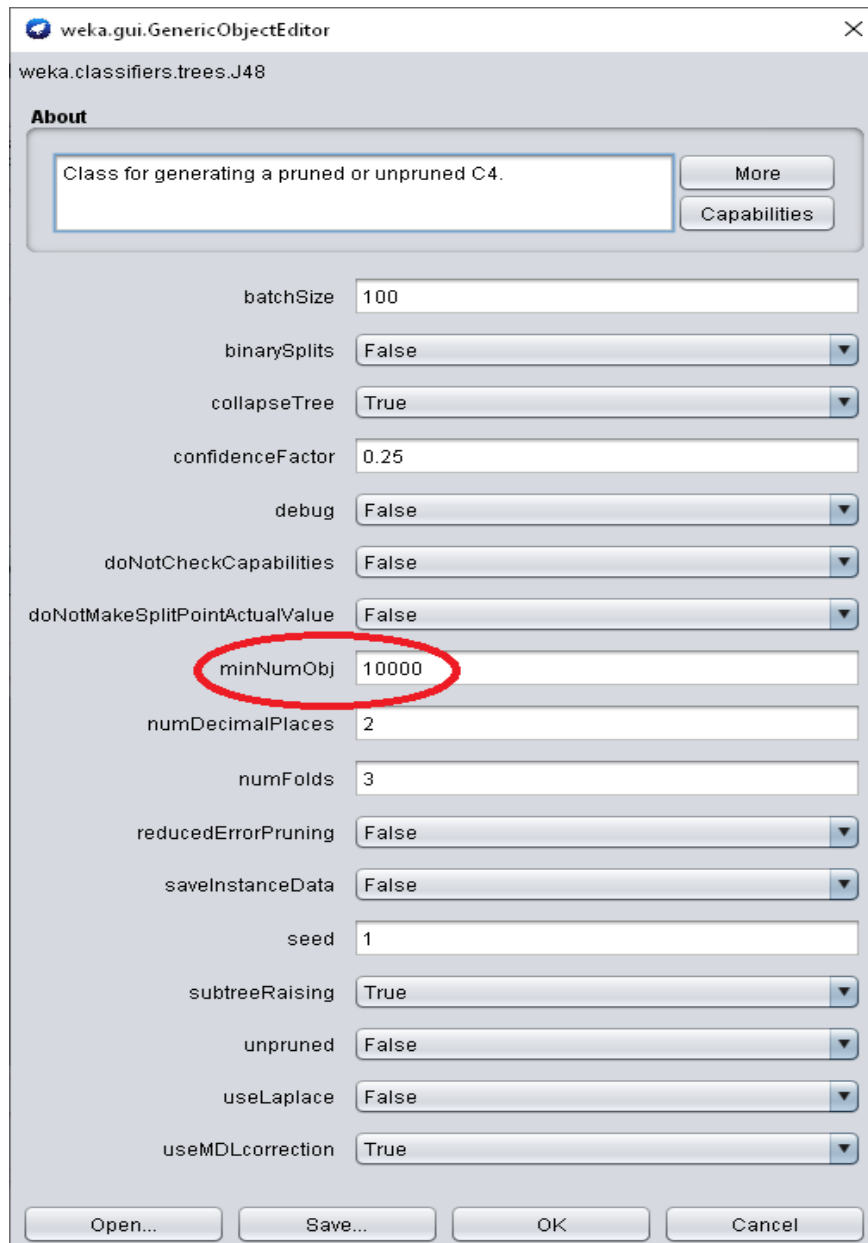 weka.gui.GenericObjectEditor
weka.classifiers.trees.J48
About
Class for generating a pruned or unpruned C4.
More
Capabilities
batchSize 100
binarySplits False
collapseTree True
confidenceFactor 0.25
debug False
doNotCheckCapabilities False
doNotMakeSplitPointActualValue False
minNumObj 10000
numDecimalPlaces 2
numFolds 3
reducedErrorPruning False
saveInstanceData False
seed 1
subtreeRaising True
unpruned False
useLaplace False
useMDLcorrection True
Open... Save... OK Cancel